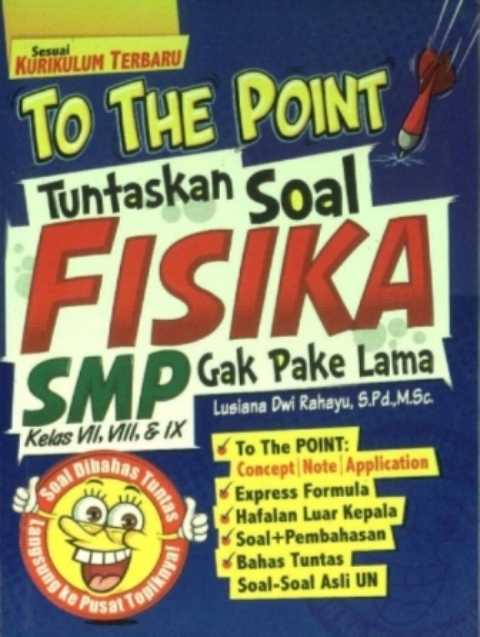 Sesuai
KURIKULUM TERBARU
TO THE POINT
Tuntaskan Soal
FISIKA
SMP Gak Pake Lama
Kelas VII, VIII, & IX
Lusiana Dwi Rahayu, S.Pd.,M.Sc.
To The POINT:
Concept|Note|Application
Express Formula
Hafalan Luar Kepala
Soal+Pembahasan
Bahas Tuntas
Soal-Soal Asli UN
Soal Dibahas Tuntas
Langsung ke Pusat Topiknya!